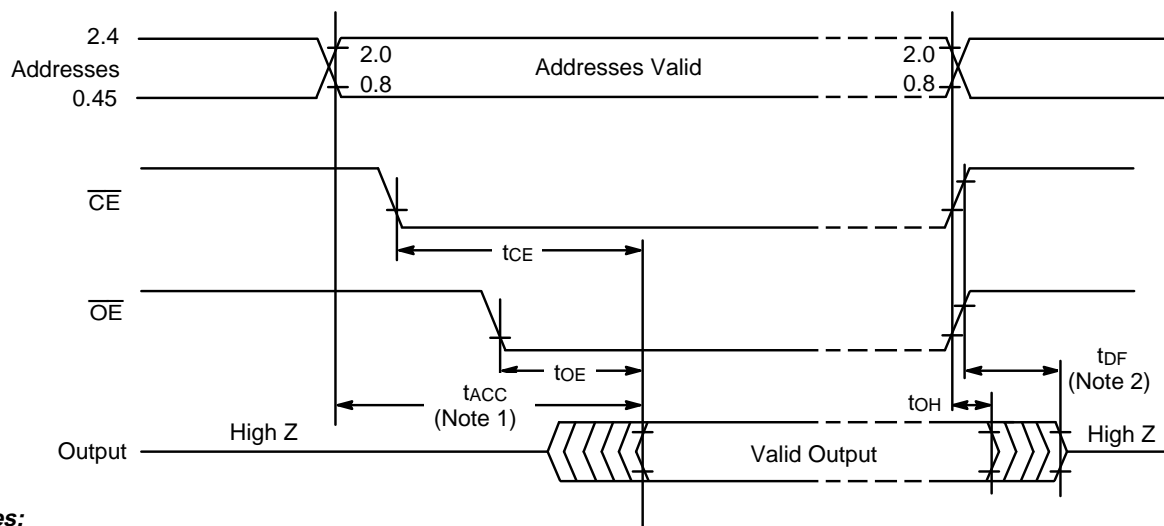 2.4
Addresses
0.45
2.0
0.8
Addresses Valid
2.0
0.8
CE
tCE
OE
tOE
tACC
(Note 1)
tDF
(Note 2)
tOH
Output
High Z
Valid Output
High Z
es: